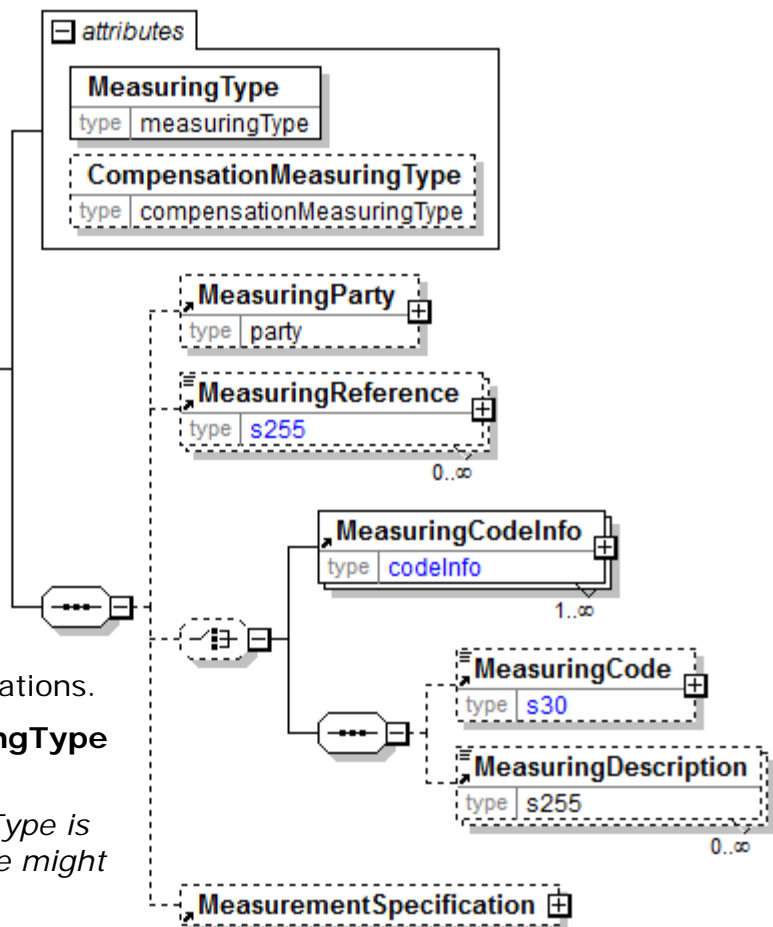 attributes
MeasuringType
type measuringType
CompensationMeasuringType
type compensationMeasuringType
MeasuringParty
type party
MeasuringReference
type s255
0..∞
MeasuringCodeInfo
type codeInfo
1..∞
MeasuringCode
type s30
MeasuringDescription
type s255
0..∞
ations.
ngType
Type is
e might
MeasurementSpecification